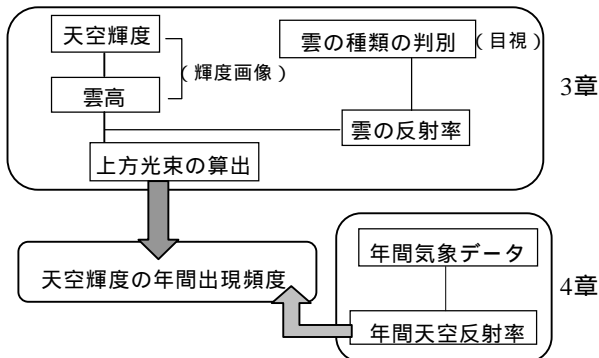 天空輝度
雲の種類の判別
(目視)
(輝度画像)
雲高
3章
雲の反射率
上方光束の算出
年間気象データ
天空輝度の年間出現頻度
4章
年間天空反射率